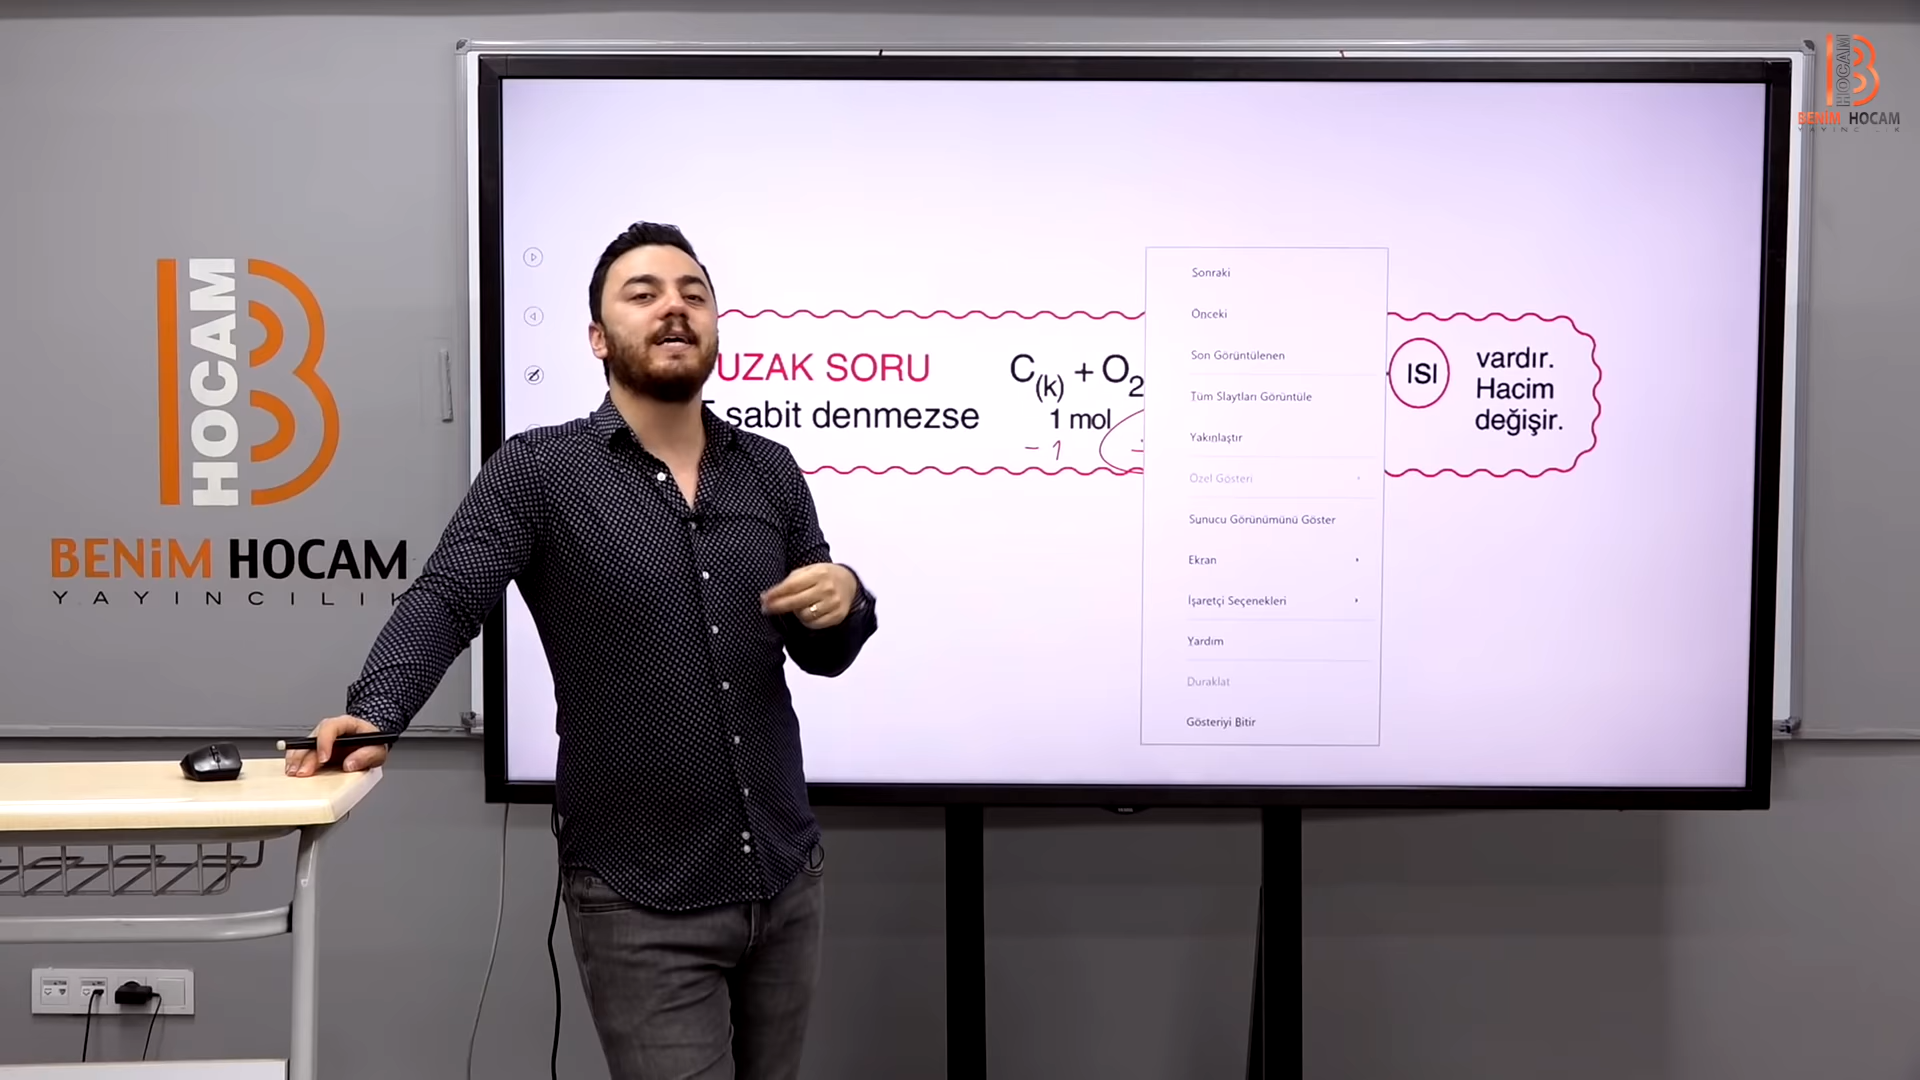 HOCAM
BENİM HOCAM
YAYINCILIK
HOCAM
BENİM HOCAM
YAYINCILIK
UZAK SORU
sabit denmezse
C(k) + O2
1 mol
- 1
Sonraki
Önceki
Son Görüntülenen
Tüm Slaytları Görüntüle
Yakınlaştır
Özel Gösteri
Sunucu Görünümünü Göster
Ekran
İşaretçi Seçenekleri
Yardım
Duraklat
Gösteriyi Bitir
ISI
vardır.
Hacim
değişir.